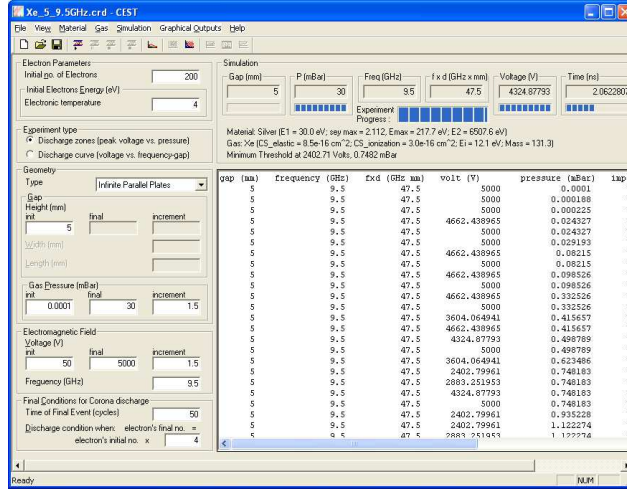 Xe_5_9.5GHz.crd - CEST
File View Material Gas Simulation Graphical Outputs Help
Electron Parameters
Initial no. of Electrons 200
Initial Electrons Energy (eV)
Electronic temperature 4
Experiment type
Discharge zones (peak voltage vs. pressure)
Discharge curve (voltage vs. frequency-gap)
Geometry
Type Infinite Parallel Plates
Gap
Height (mm)
init final increment
5
Width (mm)
Length (mm)
Gas Pressure (mBar)
init final increment
0.0001 30 1.5
Electromagnetic Field
Voltage (V)
init final increment
50 5000 1.5
Frequency (GHz) 9.5
Final Conditions for Corona discharge
Time of Final Event (cycles) 50
Discharge condition when: electron's final no. =
electron's initial no. x 4
Simulation
Gap (mm) P (mBar) Freq (GHz) f x d (GHz x mm) Voltage (V) Time (ns)
5 30 9.5 47.5 4324.87793 2.0622807
Experiment
Progress :
Material: Silver (E1 = 30.0 eV; sey max = 2.112, Emax = 217.7 eV; E2 = 6507.6 eV)
Gas: Xe (CS_elastic = 8.5e-16 cm^2; CS_ionization = 3.0e-16 cm^2; Ei = 12.1 eV; Mass = 131.3)
Minimum Threshold at 2402.71 Volts, 0.7482 mBar
gap (mm) frequency (GHz) fxd (GHz mm) volt (V) pressure (mBar) imp
5 9.5 47.5 5000 0.0001
5 9.5 47.5 5000 0.000188
5 9.5 47.5 5000 0.000225
5 9.5 47.5 4662.438965 0.024327
5 9.5 47.5 5000 0.024327
5 9.5 47.5 5000 0.029193
5 9.5 47.5 4662.438965 0.08215
5 9.5 47.5 5000 0.08215
5 9.5 47.5 4662.438965 0.098526
5 9.5 47.5 5000 0.098526
5 9.5 47.5 4662.438965 0.332526
5 9.5 47.5 5000 0.332526
5 9.5 47.5 3604.064941 0.415657
5 9.5 47.5 4662.438965 0.415657
5 9.5 47.5 4324.87793 0.498789
5 9.5 47.5 5000 0.498789
5 9.5 47.5 3604.064941 0.623486
5 9.5 47.5 2402.79961 0.748183
5 9.5 47.5 2883.251953 0.748183
5 9.5 47.5 4324.87793 0.748183
5 9.5 47.5 5000 0.748183
5 9.5 47.5 2402.79961 0.935228
5 9.5 47.5 2402.79961 1.122274
5 9.5 47.5 2883.251953 1.122274
Ready NUM